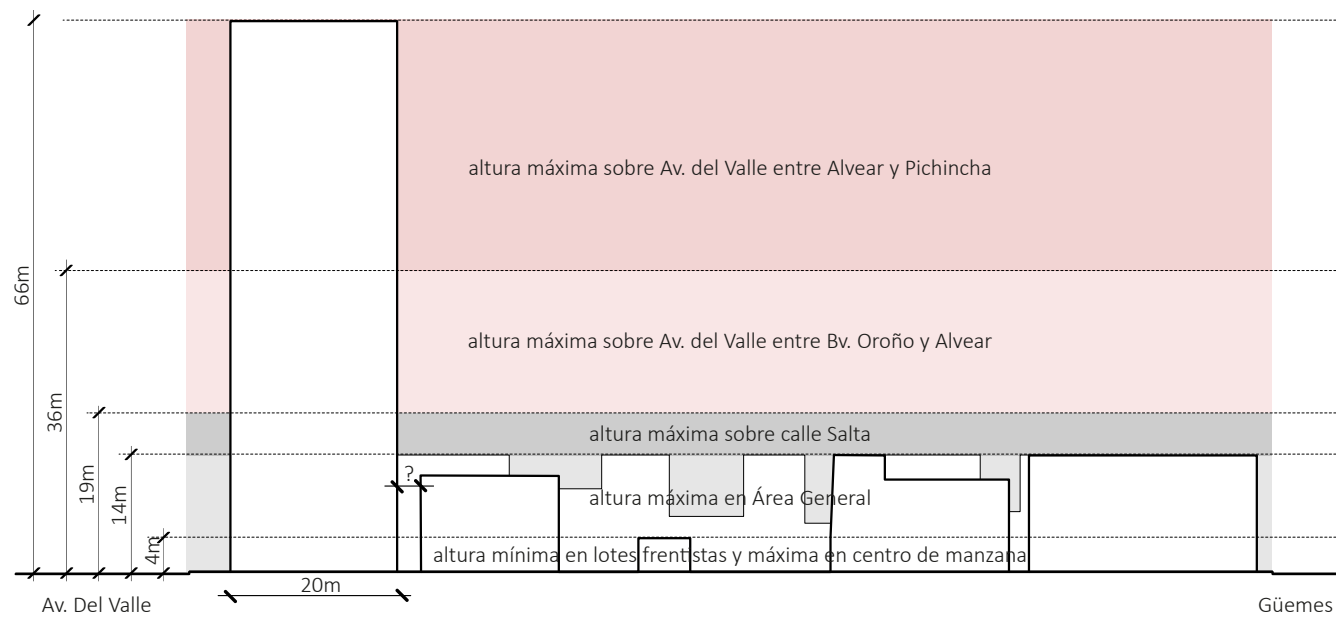 altura máxima sobre Av. del Valle entre Alvear y Pichincha
66m
altura máxima sobre Av. del Valle entre Bv. Oroño y Alvear
36m
altura máxima sobre calle Salta
?
19m
altura máxima en Área General
14m
4m
altura mínima en lotes frentistas y máxima en centro de manzana
20m
Av. Del Valle
Güemes